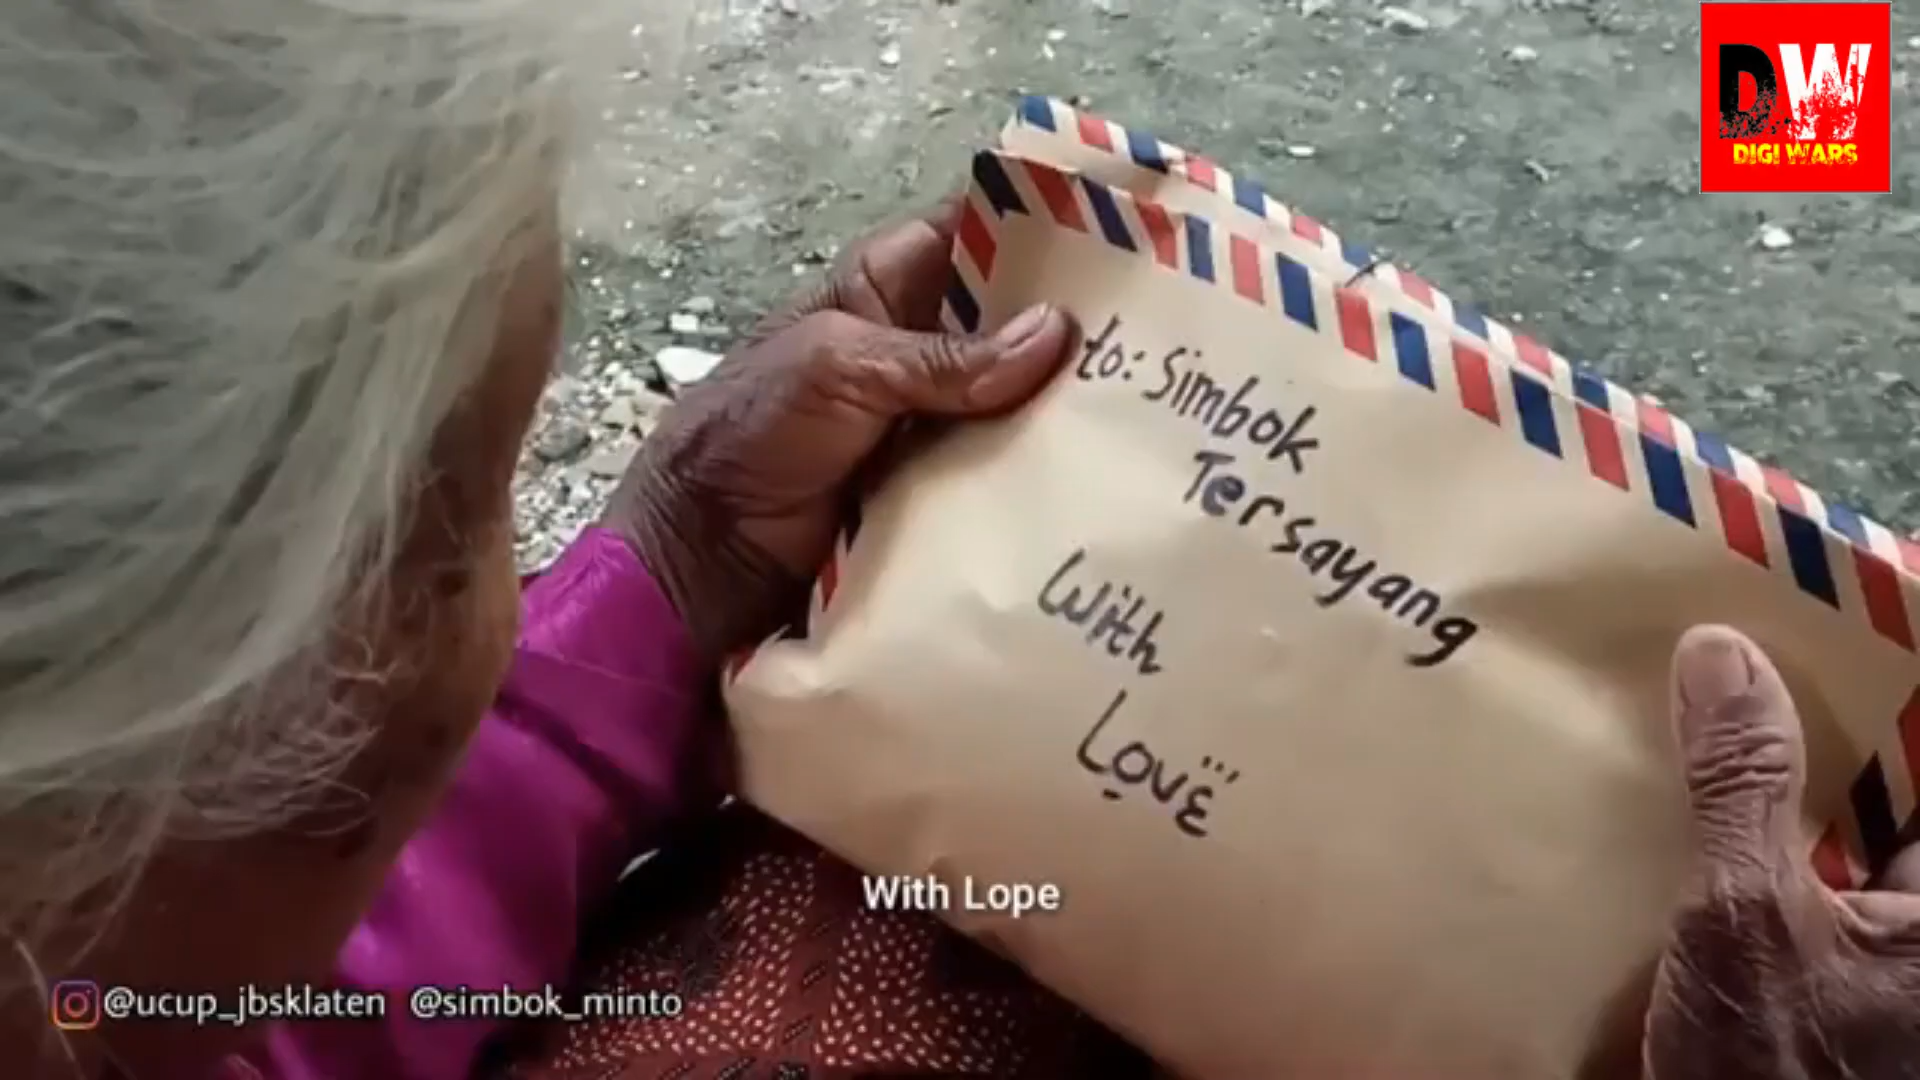 DW
DIGI WARS
to: Simbok
Tersayang
With
Love
With Lope
@ucup_jbsklaten @simbok_minto